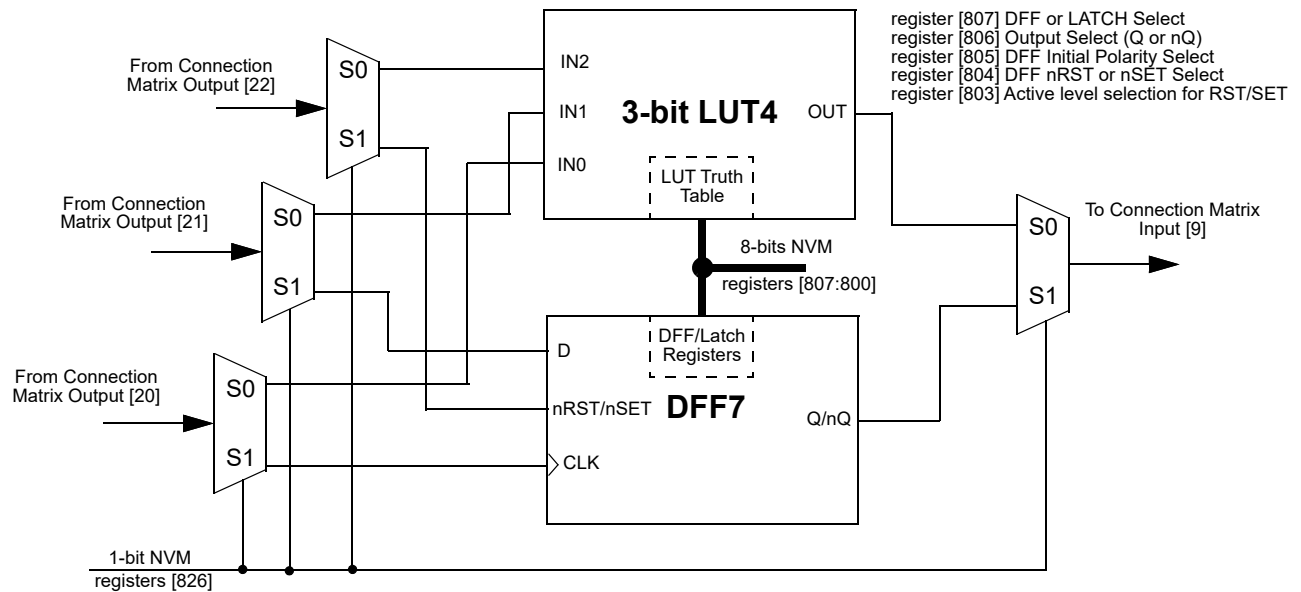 register [807] DFF or LATCH Select
register [806] Output Select (Q or nQ)
register [805] DFF Initial Polarity Select
register [804] DFF nRST or nSET Select
register [803] Active level selection for RST/SET
From Connection
Matrix Output [22]
S0
S1
IN2
IN1
IN0
3-bit LUT4
OUT
LUT Truth
Table
From Connection
Matrix Output [21]
S0
S1
8-bits NVM
registers [807:800]
S0
S1
To Connection Matrix
Input [9]
From Connection
Matrix Output [20]
S0
S1
D
nRST/nSET
CLK
DFF/Latch
Registers
DFF7
Q/nQ
1-bit NVM
registers [826]